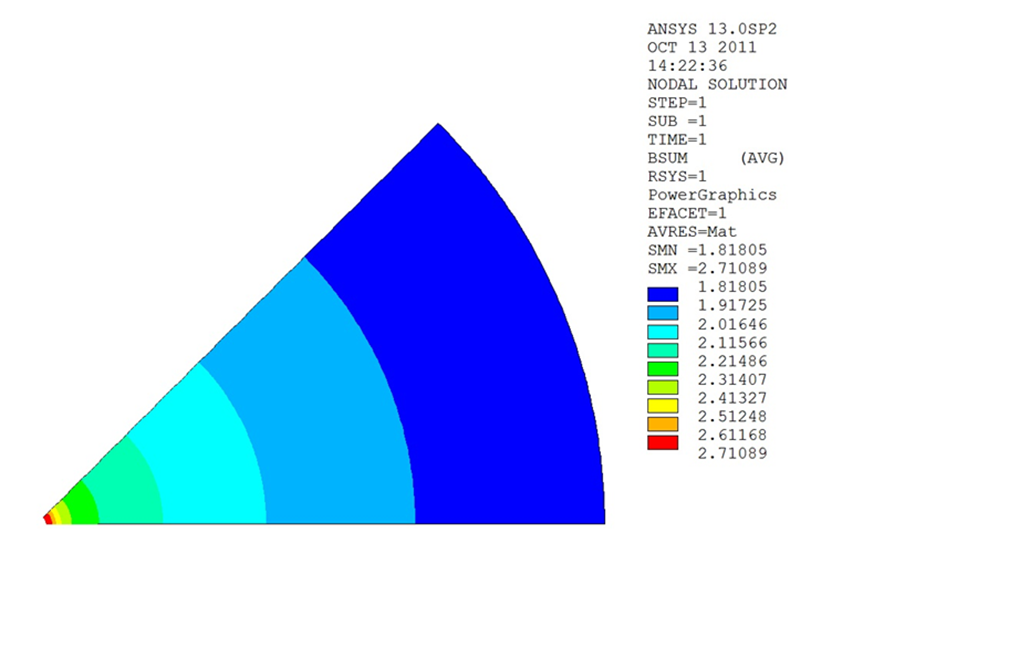 ANSYS 13.0SP2
OCT 13 2011
14:22:36
NODAL SOLUTION
STEP=1
SUB =1
TIME=1
BSUM (AVG)
RSYS=1
PowerGraphics
EFACET=1
AVRES=Mat
SMN =1.81805
SMX =2.71089
1.81805
1.91725
2.01646
2.11566
2.21486
2.31407
2.41327
2.51248
2.61168
2.71089